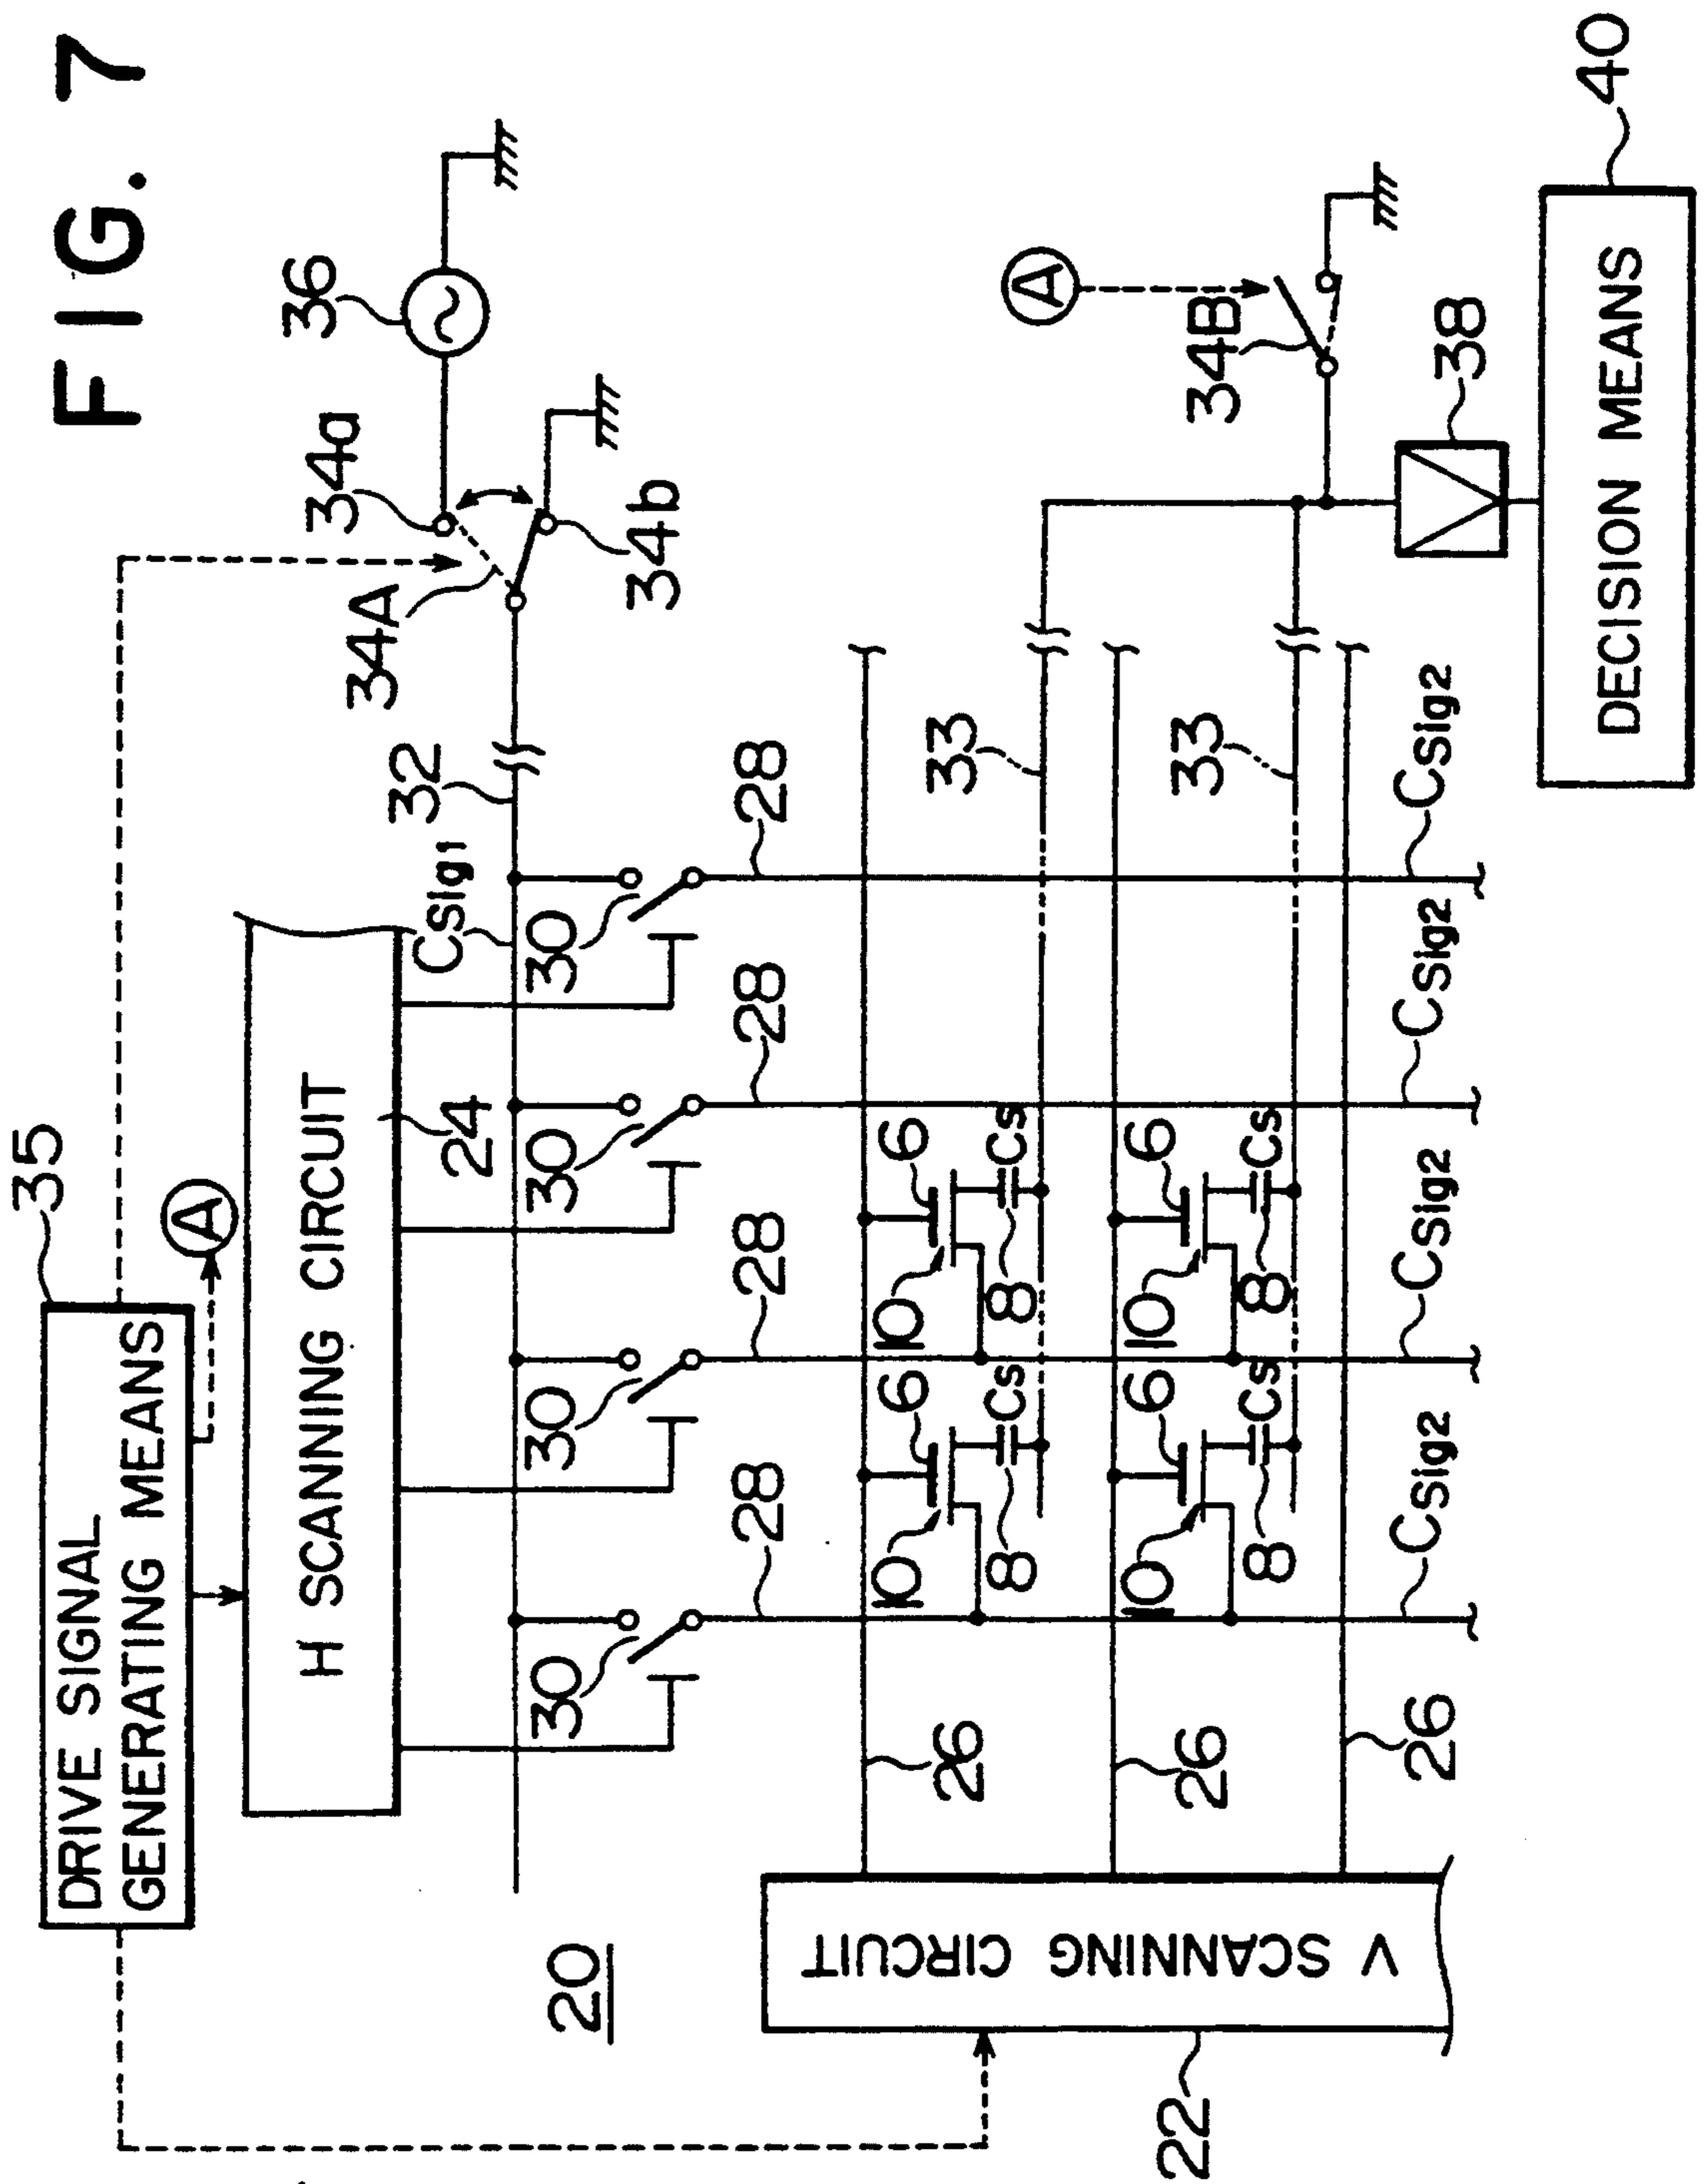 FIG. 7
35
DRIVE SIGNAL
GENERATING MEANS
A
H SCANNING CIRCUIT
24
CSig1
32
34A
34a
34b
36
30
30
30
30
28
28
28
28
20
V SCANNING CIRCUIT
22
26
26
26
10
6
8
Cs
10
6
8
Cs
10
6
8
Cs
10
6
8
Cs
33
33
CSig2
CSig2
CSig2
CSig2
A
34B
38
DECISION MEANS
40